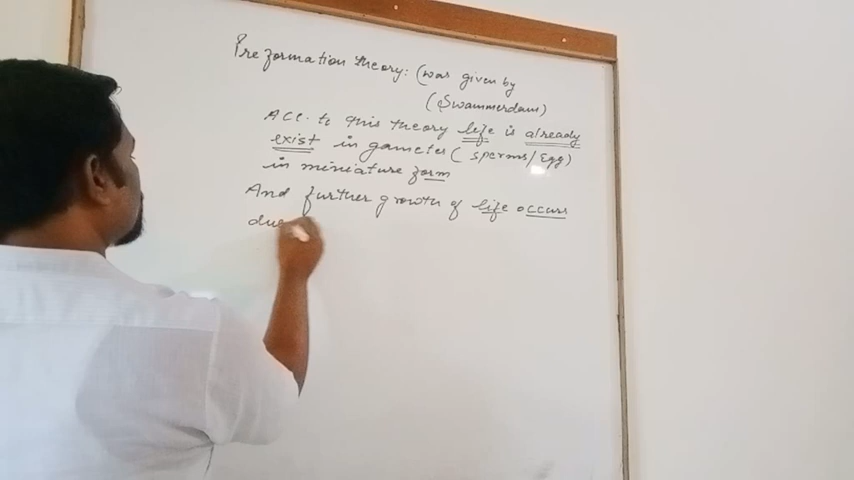 Preformation theory: (was given by
(Swammerdam)
Acc. to this theory life is already
exist in gametes (sperms/Egg)
in miniature form
And further growth of life occurs
due